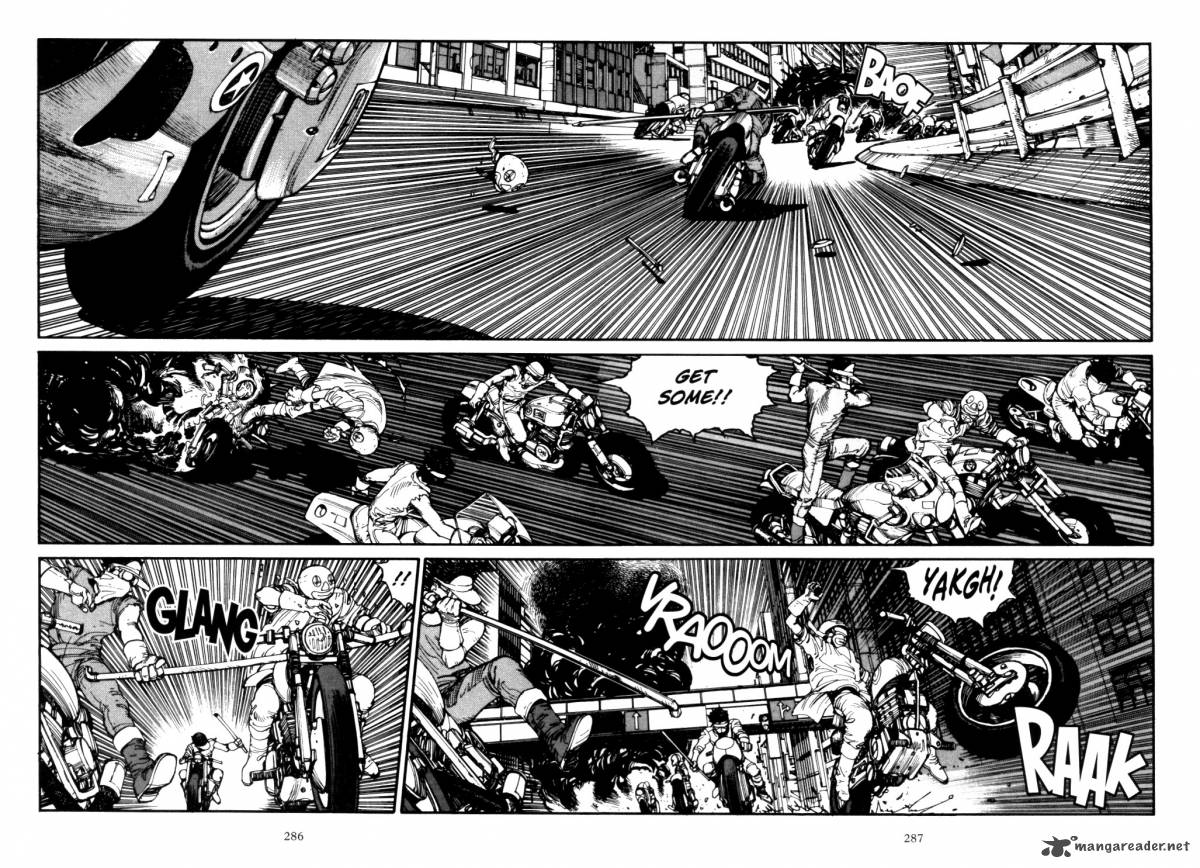 BAOF
GET
SOME!!
GLANG
!!
VRAOOOM
YAKGH!
RAAK
286
287
mangareader.net